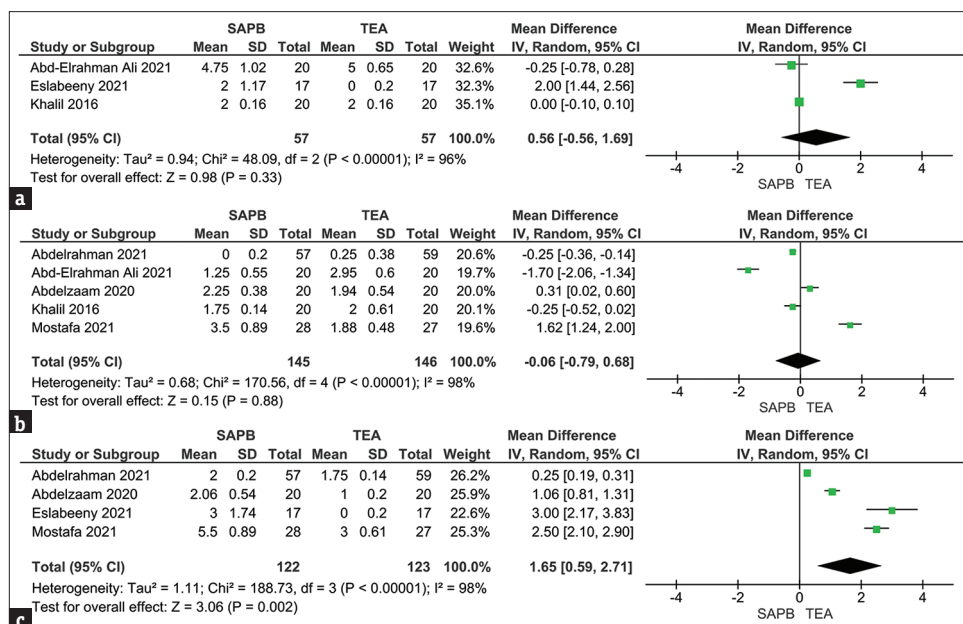 SAPB TEA Mean Difference Mean Difference
Study or Subgroup Mean SD Total Mean SD Total Weight IV, Random, 95% CI IV, Random, 95% CI
Abd-Elrahman Ali 2021 4.75 1.02 20 5 0.65 20 32.6% -0.25 [-0.78, 0.28]
Eslabeeny 2021 2 1.17 17 0 0.2 17 32.3% 2.00 [1.44, 2.56]
Khalil 2016 2 0.16 20 2 0.16 20 35.1% 0.00 [-0.10, 0.10]
Total (95% CI) 57 57 100.0% 0.56 [-0.56, 1.69]
Heterogeneity: Tau² = 0.94; Chi² = 48.09, df = 2 (P < 0.00001); I² = 96%
Test for overall effect: Z = 0.98 (P = 0.33)
-4 -2 0 2 4
SAPB TEA
a
SAPB TEA Mean Difference Mean Difference
Study or Subgroup Mean SD Total Mean SD Total Weight IV, Random, 95% CI IV, Random, 95% CI
Abdelrahman 2021 0 0.2 57 0.25 0.38 59 20.6% -0.25 [-0.36, -0.14]
Abd-Elrahman Ali 2021 1.25 0.55 20 2.95 0.6 20 19.7% -1.70 [-2.06, -1.34]
Abdelzaam 2020 2.25 0.38 20 1.94 0.54 20 20.0% 0.31 [0.02, 0.60]
Khalil 2016 1.75 0.14 20 2 0.61 20 20.1% -0.25 [-0.52, 0.02]
Mostafa 2021 3.5 0.89 28 1.88 0.48 27 19.6% 1.62 [1.24, 2.00]
Total (95% CI) 145 146 100.0% -0.06 [-0.79, 0.68]
Heterogeneity: Tau² = 0.68; Chi² = 170.56, df = 4 (P < 0.00001); I² = 98%
Test for overall effect: Z = 0.15 (P = 0.88)
-4 -2 0 2 4
SAPB TEA
b
SAPB TEA Mean Difference Mean Difference
Study or Subgroup Mean SD Total Mean SD Total Weight IV, Random, 95% CI IV, Random, 95% CI
Abdelrahman 2021 2 0.2 57 1.75 0.14 59 26.2% 0.25 [0.19, 0.31]
Abdelzaam 2020 2.06 0.54 20 1 0.2 20 25.9% 1.06 [0.81, 1.31]
Eslabeeny 2021 3 1.74 17 0 0.2 17 22.6% 3.00 [2.17, 3.83]
Mostafa 2021 5.5 0.89 28 3 0.61 27 25.3% 2.50 [2.10, 2.90]
Total (95% CI) 122 123 100.0% 1.65 [0.59, 2.71]
Heterogeneity: Tau² = 1.11; Chi² = 188.73, df = 3 (P < 0.00001); I² = 98%
Test for overall effect: Z = 3.06 (P = 0.002)
-4 -2 0 2 4
SAPB TEA
c